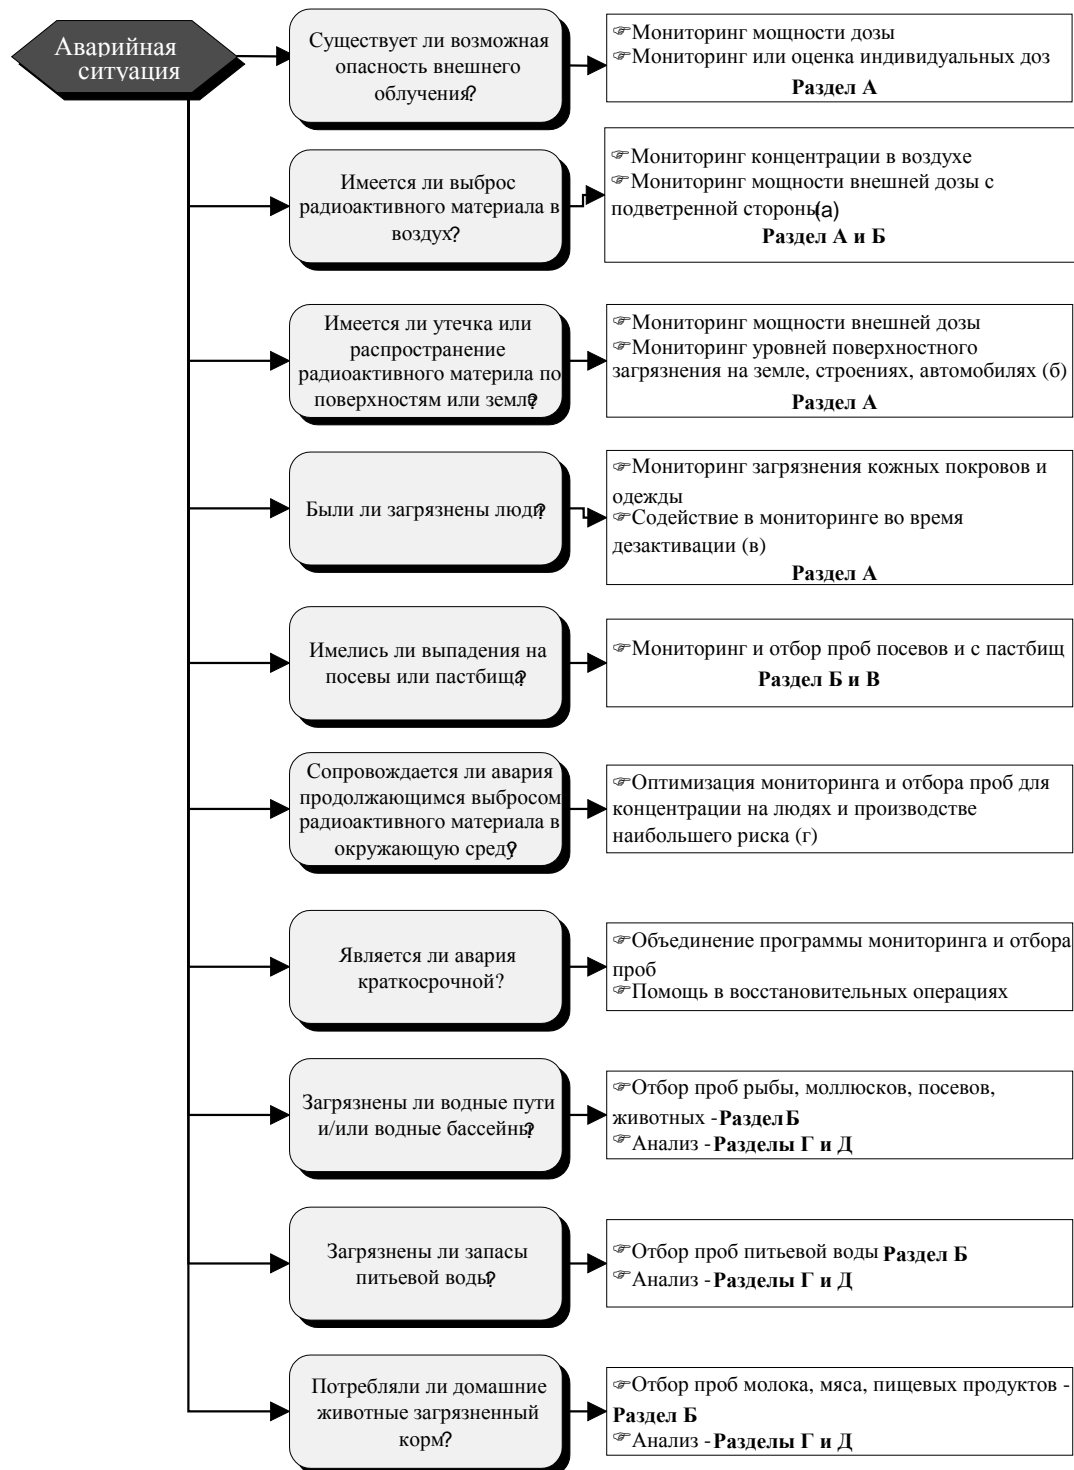 Аварийная
ситуация
Существует ли возможная
опасность внешнего
облучения?
☞Мониторинг мощности дозы
☞Мониторинг или оценка индивидуальных доз
Раздел А
Имеется ли выброс
радиоактивного материала в
воздух?
☞Мониторинг концентрации в воздухе
☞Мониторинг мощности внешней дозы с
подветренной стороны(а)
Раздел А и Б
Имеется ли утечка или
распространение
радиоактивного материла по
поверхностям или земле?
☞Мониторинг мощности внешней дозы
☞Мониторинг уровней поверхностного
загрязнения на земле, строениях, автомобилях (б)
Раздел А
Были ли загрязнены люди?
☞Мониторинг загрязнения кожных покровов и
одежды
☞Содействие в мониторинге во время
дезактивации (в)
Раздел А
Имелись ли выпадения на
посевы или пастбища?
☞Мониторинг и отбор проб посевов и с пастбищ
Раздел Б и В
Сопровождается ли авария
продолжающимся выбросом
радиоактивного материала в
окружающую среду?
☞Оптимизация мониторинга и отбора проб для
концентрации на людях и производстве
наибольшего риска (г)
Является ли авария
краткосрочной?
☞Объединение программы мониторинга и отбора
проб
☞Помощь в восстановительных операциях
Загрязнены ли водные пути
и/или водные бассейны?
☞Отбор проб рыбы, моллюсков, посевов,
животных -Раздел Б
☞Анализ -Разделы Г и Д
Загрязнены ли запасы
питьевой воды?
☞Отбор проб питьевой воды Раздел Б
☞Анализ -Разделы Г и Д
Потребляли ли домашние
животные загрязненный
корм?
☞Отбор проб молока, мяса, пищевых продуктов -
Раздел Б
☞Анализ -Разделы Г и Д